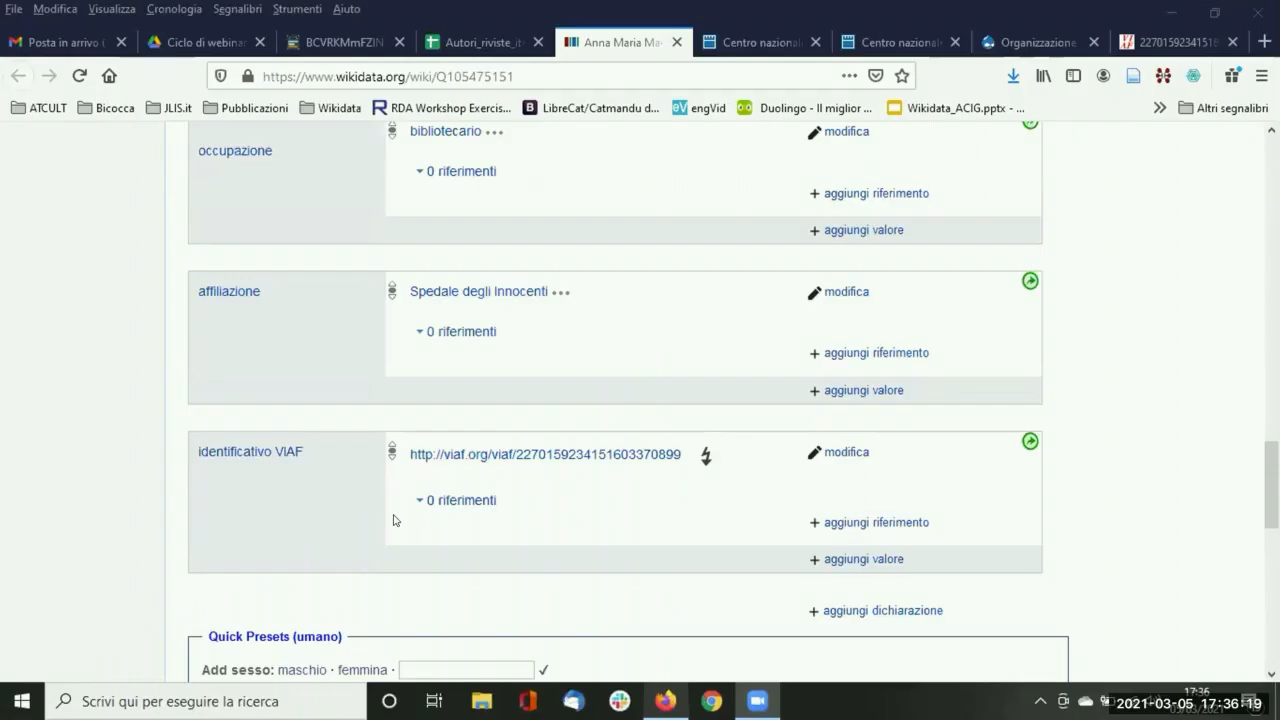 File Modifica Visualizza Cronologia Segnalibri Strumenti Aiuto
Posta in arrivo ( Ciclo di webina BCVRKMmFZIN Autori_riviste_it Anna Maria Ma Centro nazional Centro nazional Organizzazione 2270159234151
https://www.wikidata.org/wiki/Q105475151
ATCULT Bicocca JLIS.it Pubblicazioni Wikidata RDA Workshop Exercis... LibreCat/Catmandu d... engVid Duolingo - Il miglior ... Wikidata_ACIG.pptx - ... Altri segnalibri
bibliotecario modifica
occupazione
0 riferimenti
+ aggiungi riferimento
+ aggiungi valore
affiliazione Spedale degli Innocenti modifica
0 riferimenti
+ aggiungi riferimento
+ aggiungi valore
identificativo VIAF http://viaf.org/viaf/2270159234151603370899 modifica
0 riferimenti
+ aggiungi riferimento
+ aggiungi valore
+ aggiungi dichiarazione
Quick Presets (umano)
Add sesso: maschio · femmina ·
Scrivi qui per eseguire la ricerca
17:36
2021-03-05 17:36:19